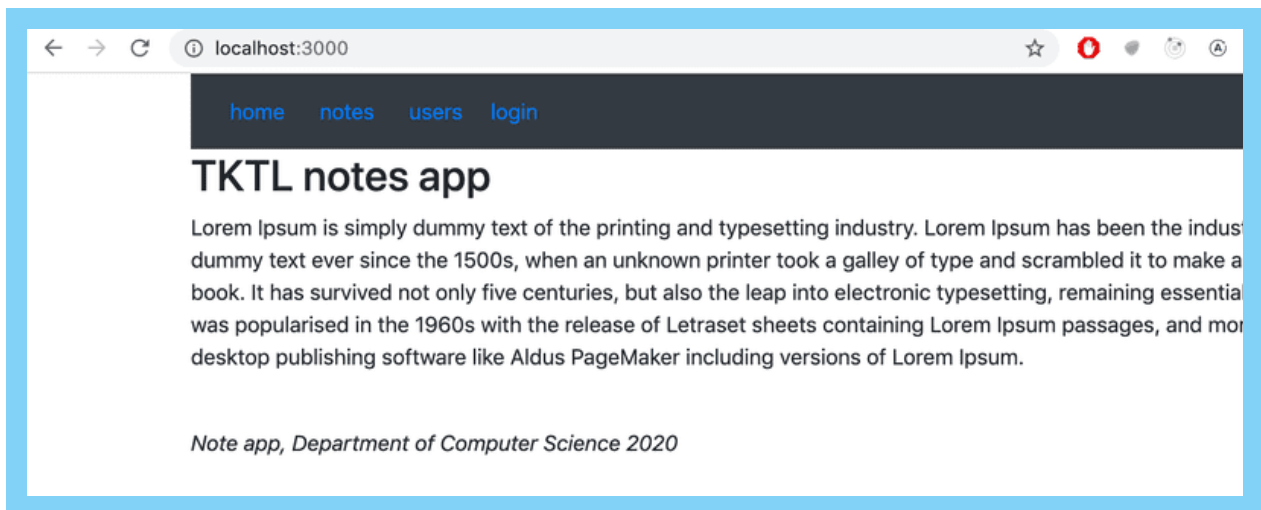 localhost:3000
home notes users login
TKTL notes app
Lorem Ipsum is simply dummy text of the printing and typesetting industry. Lorem Ipsum has been the
dummy text ever since the 1500s, when an unknown printer took a galley of type and scrambled it to make a
book. It has survived not only five centuries, but also the leap into electronic typesetting, remaining
was popularised in the 1960s with the release of Letraset sheets containing Lorem Ipsum passages, and
desktop publishing software like Aldus PageMaker including versions of Lorem Ipsum.
Note app, Department of Computer Science 2020